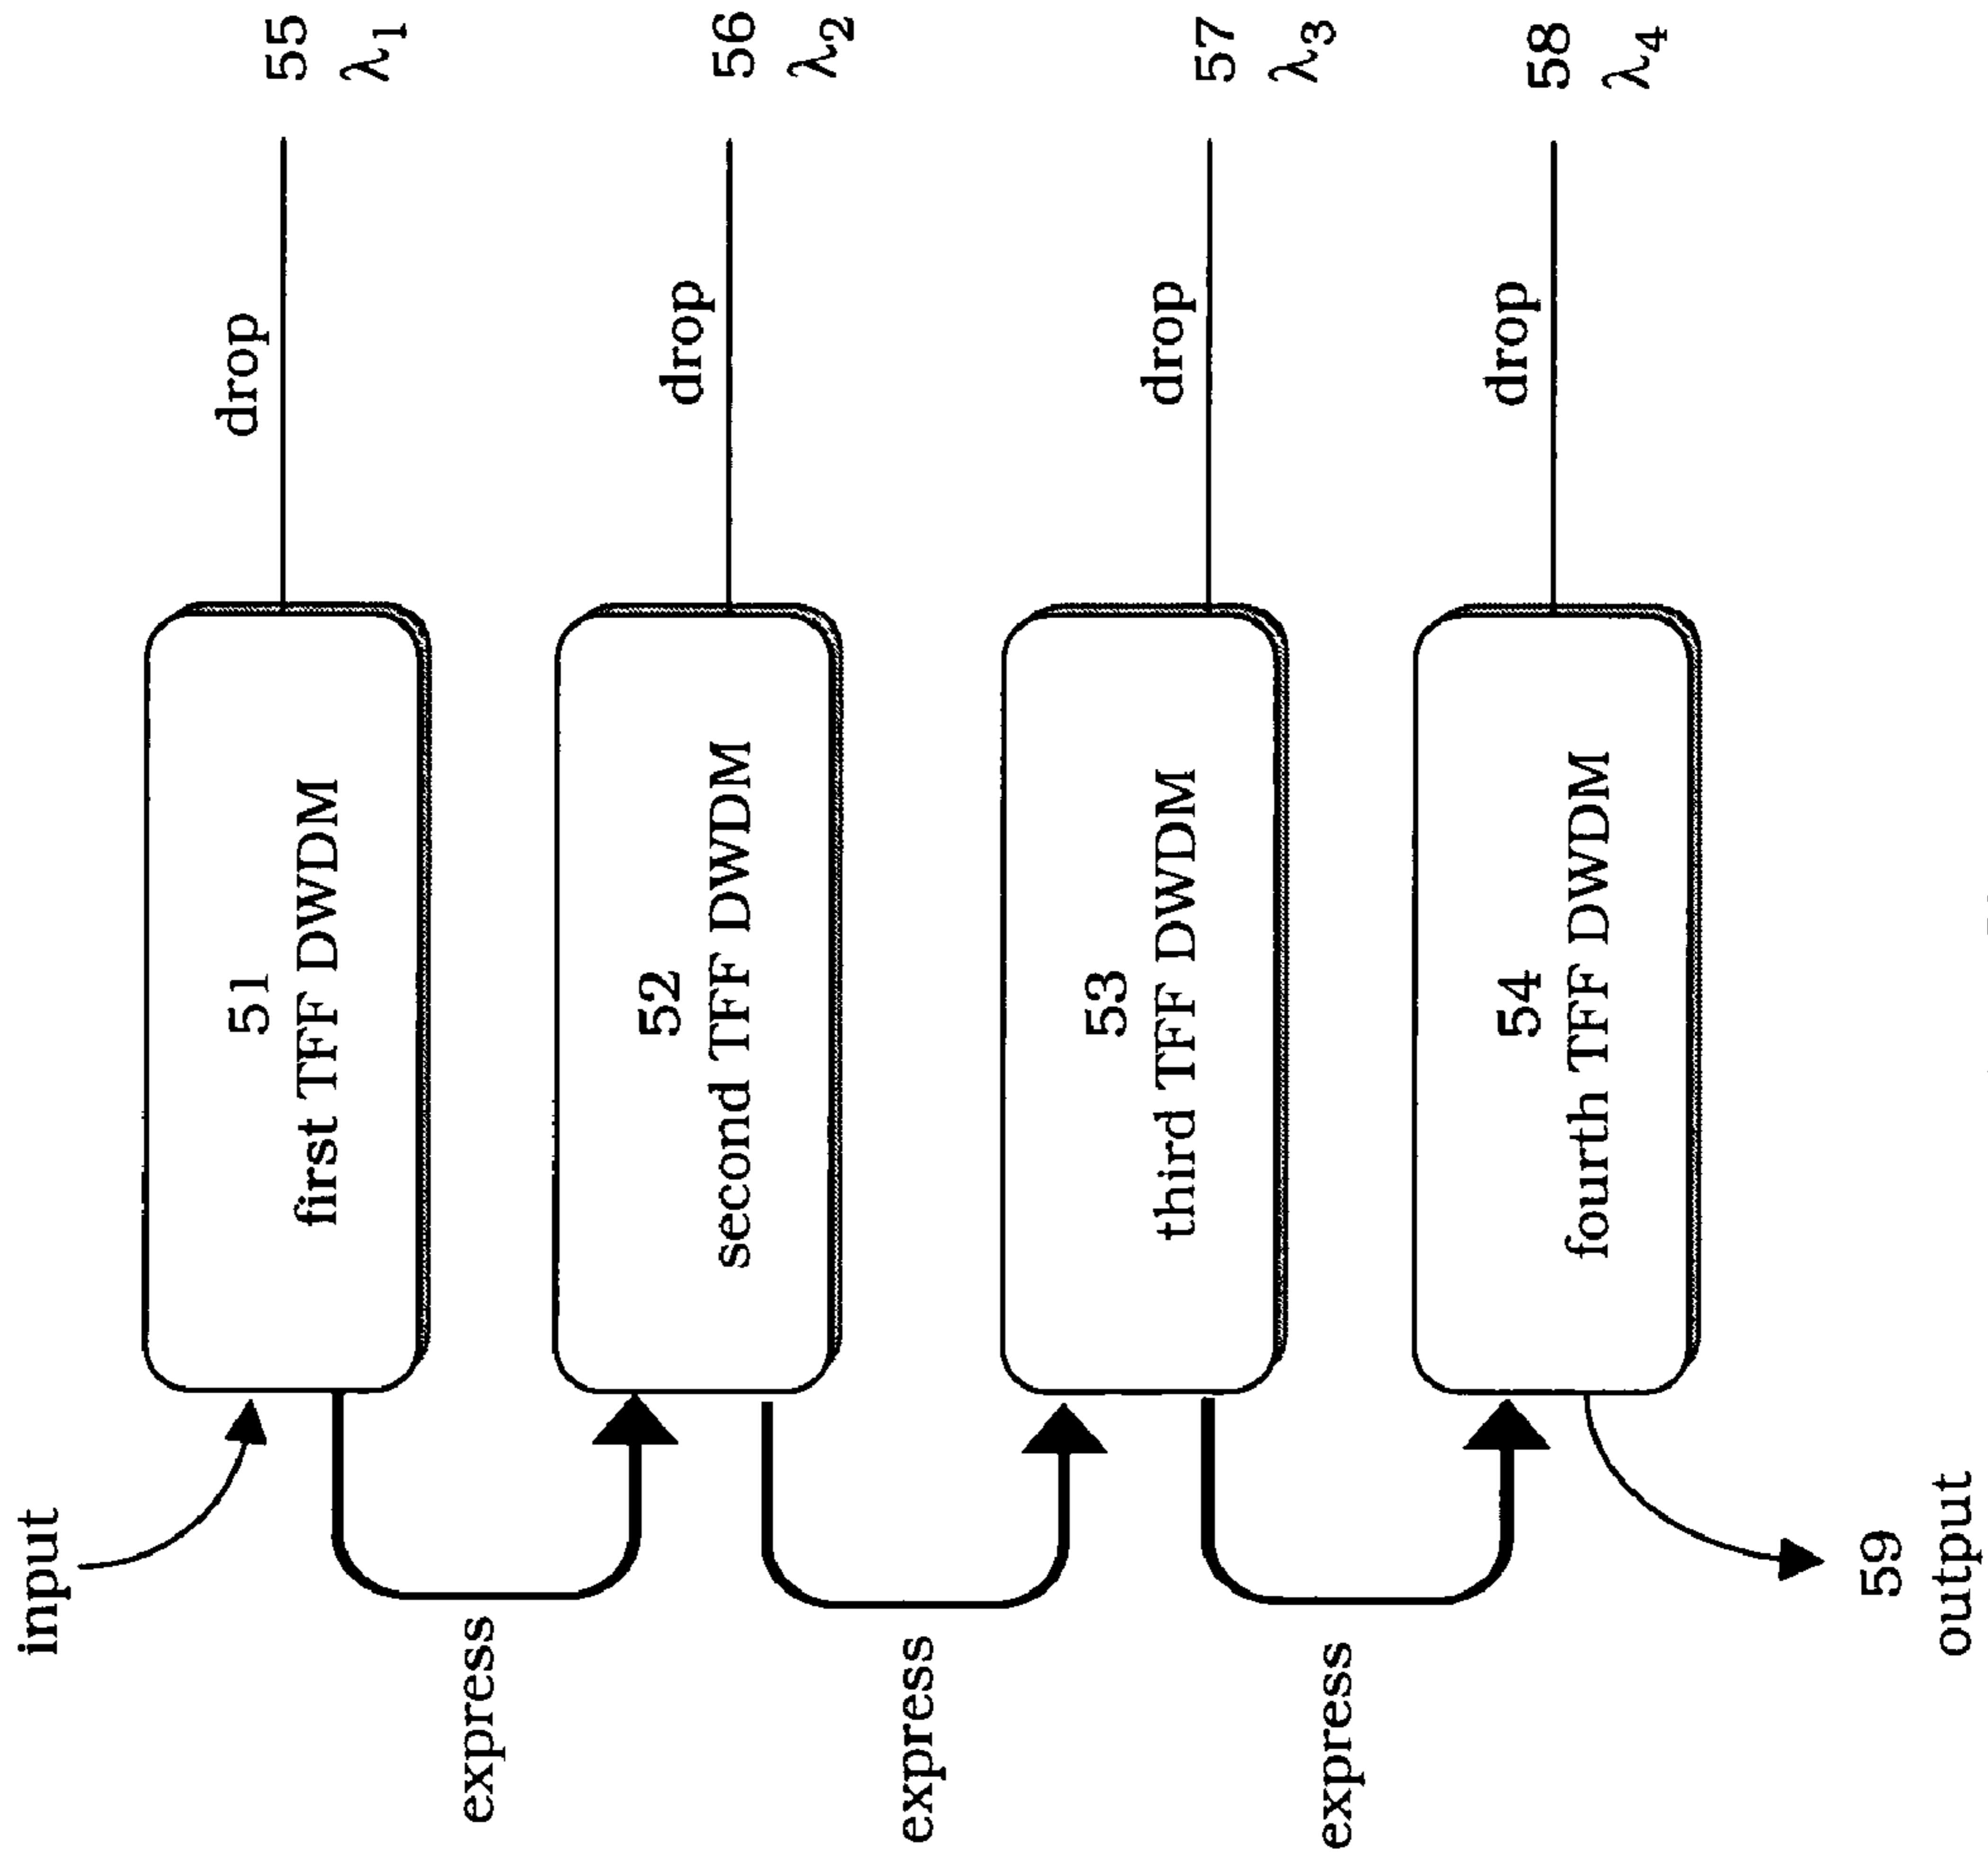 input
51
first TFF DWDM
drop
55
λ1
express
52
second TFF DWDM
drop
56
λ2
express
53
third TFF DWDM
drop
57
λ3
express
54
fourth TFF DWDM
drop
58
λ4
59
output